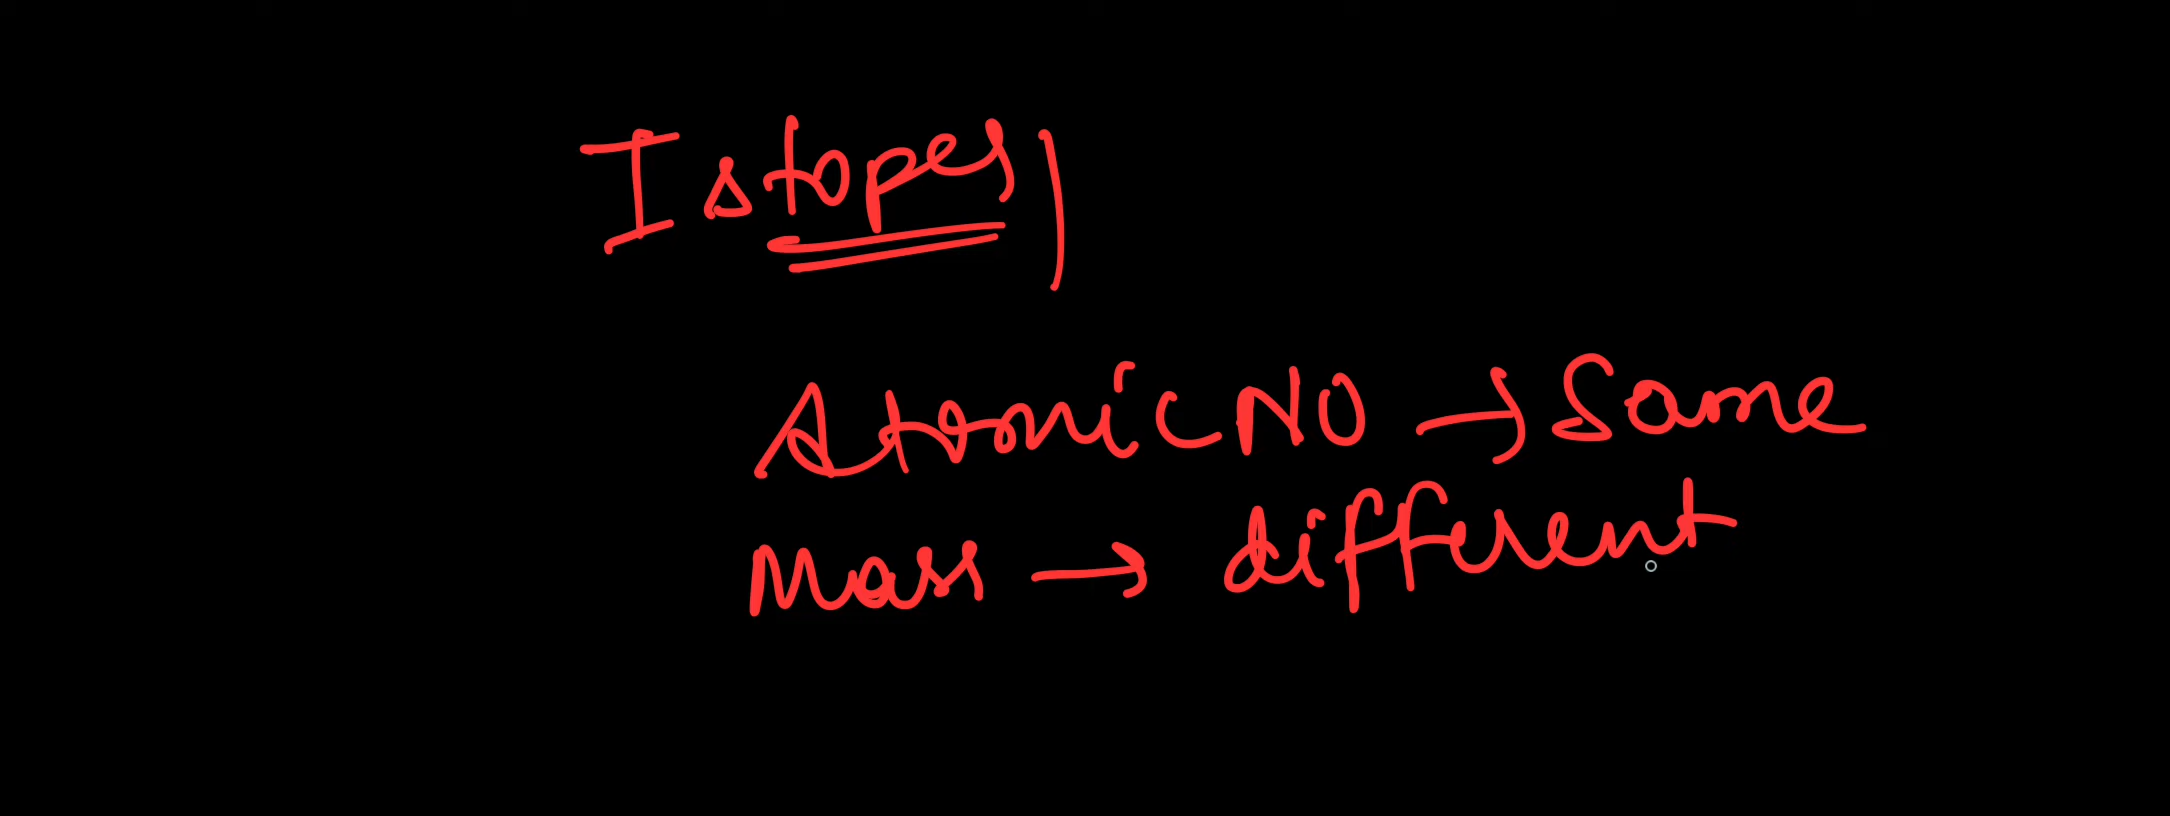 Istopes
Atomic NO → Same
Mass → different